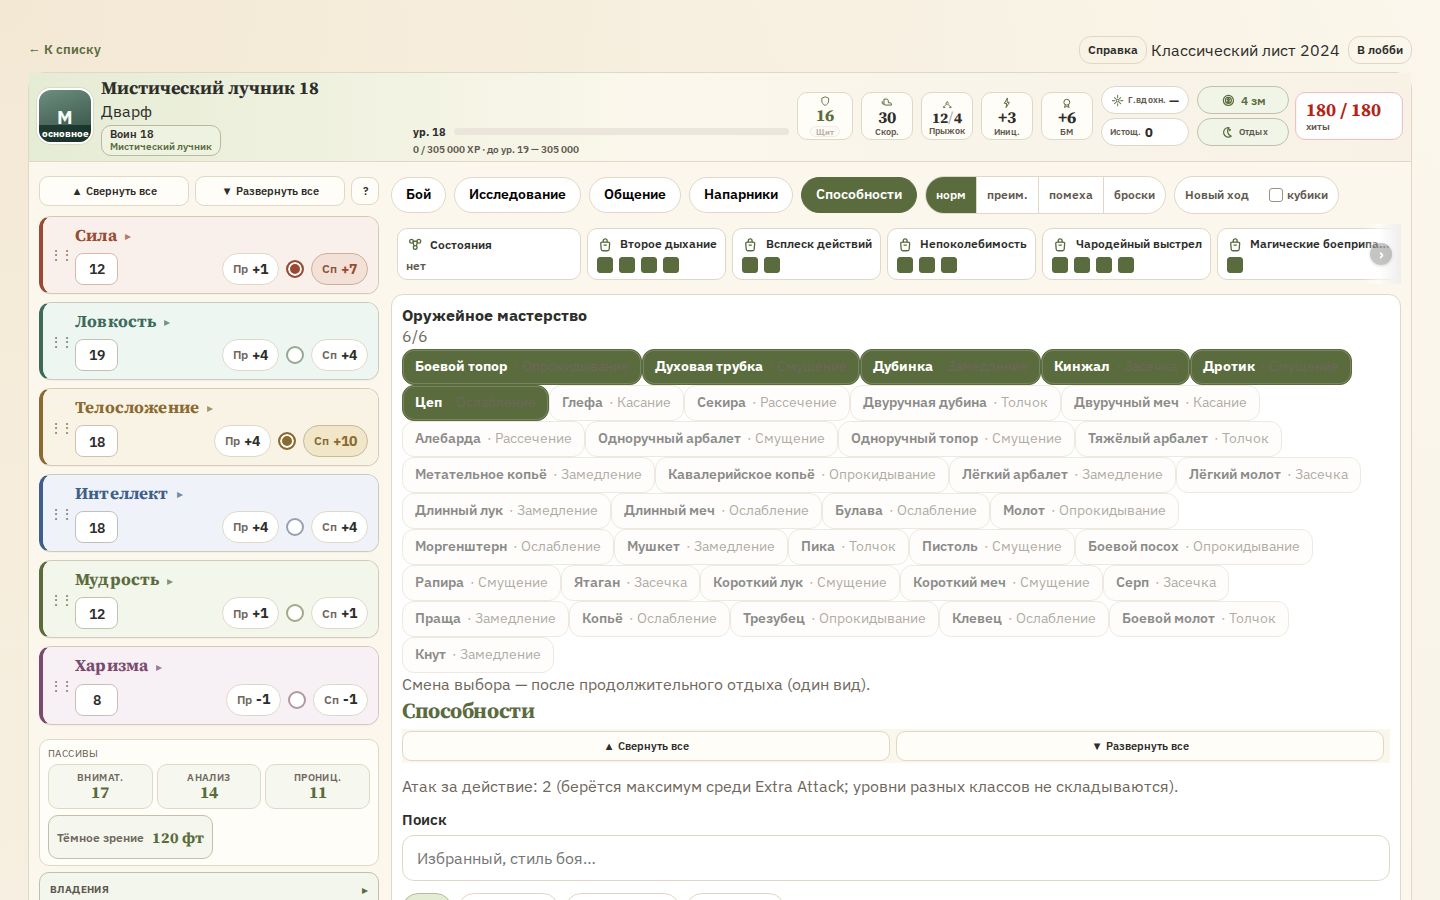 ← К списку
Справка Классический лист 2024 В лобби
М
основное
Мистический лучник 18
Дварф
Воин 18
Мистический лучник
ур. 18
0 / 305 000 XP · до ур. 19 — 305 000
16
Щит
30
Скор.
12/4
Прыжок
+3
Иниц.
+6
БМ
Г.вдохн. —
Истощ. 0
4 зм
Отдых
180 / 180
хиты
▲ Свернуть все ▼ Развернуть все ?
Сила ▸
12 Пр +1 Сп +7
Ловкость ▸
19 Пр +4 Сп +4
Телосложение ▸
18 Пр +4 Сп +10
Интеллект ▸
18 Пр +4 Сп +4
Мудрость ▸
12 Пр +1 Сп +1
Харизма ▸
8 Пр -1 Сп -1
ПАССИВЫ
ВНИМАТ. АНАЛИЗ ПРОНИЦ.
17 14 11
Тёмное зрение 120 фт
ВЛАДЕНИЯ ▸
Бой Исследование Общение Напарники Способности норм преим. помеха броски Новый ход кубики
Состояния
нет
Второе дыхание
Всплеск действий
Непоколебимость
Чародейный выстрел
Магические боеприпа...
Оружейное мастерство
6/6
Боевой топор Опрокидывание Духовая трубка Смущение Дубинка Замедление Кинжал Засечка Дротик Смущение
Цеп Ослабление Глефа · Касание Секира · Рассечение Двуручная дубина · Толчок Двуручный меч · Касание
Алебарда · Рассечение Одноручный арбалет · Смущение Одноручный топор · Смущение Тяжёлый арбалет · Толчок
Метательное копьё · Замедление Кавалерийское копьё · Опрокидывание Лёгкий арбалет · Замедление Лёгкий молот · Засечка
Длинный лук · Замедление Длинный меч · Ослабление Булава · Ослабление Молот · Опрокидывание
Моргенштерн · Ослабление Мушкет · Замедление Пика · Толчок Пистоль · Смущение Боевой посох · Опрокидывание
Рапира · Смущение Ятаган · Засечка Короткий лук · Смущение Короткий меч · Смущение Серп · Засечка
Праща · Замедление Копьё · Ослабление Трезубец · Опрокидывание Клевец · Ослабление Боевой молот · Толчок
Кнут · Замедление
Смена выбора — после продолжительного отдыха (один вид).
Способности
▲ Свернуть все ▼ Развернуть все
Атак за действие: 2 (берётся максимум среди Extra Attack; уровни разных классов не складываются).
Поиск
Избранный, стиль боя...